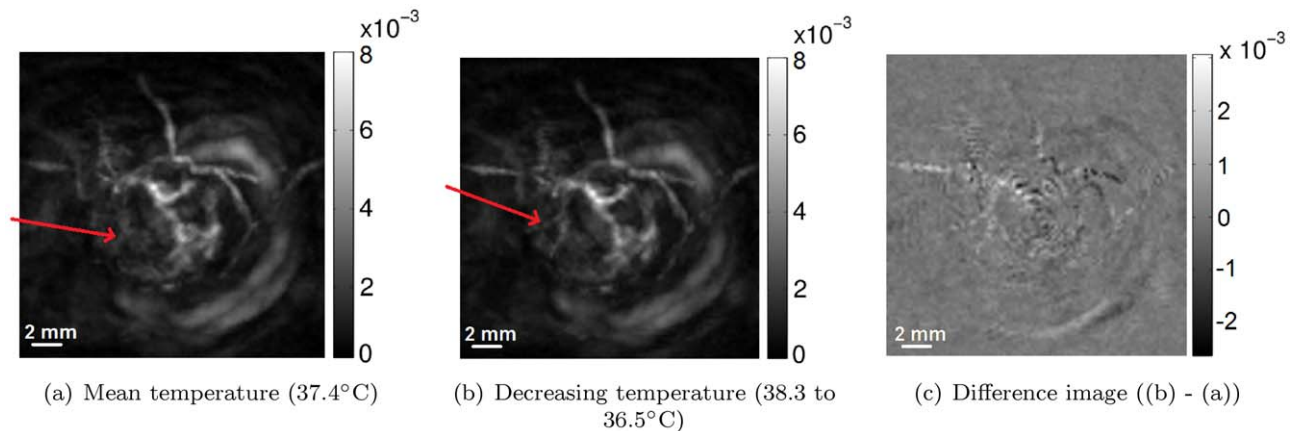 x10⁻³
8
6
4
2
0
2 mm
(a) Mean temperature (37.4°C)
x10⁻³
8
6
4
2
0
2 mm
(b) Decreasing temperature (38.3 to
36.5°C)
x 10⁻³
2
1
0
-1
-2
2 mm
(c) Difference image ((b) - (a))